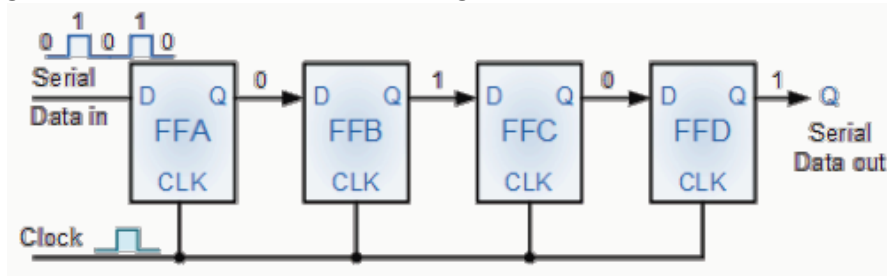 1 1
0 0 0
Serial
Data in
D Q 0
FFA
CLK
D Q 1
FFB
CLK
D Q 0
FFC
CLK
D Q 1
FFD
CLK
Q
Serial
Data out
Clock